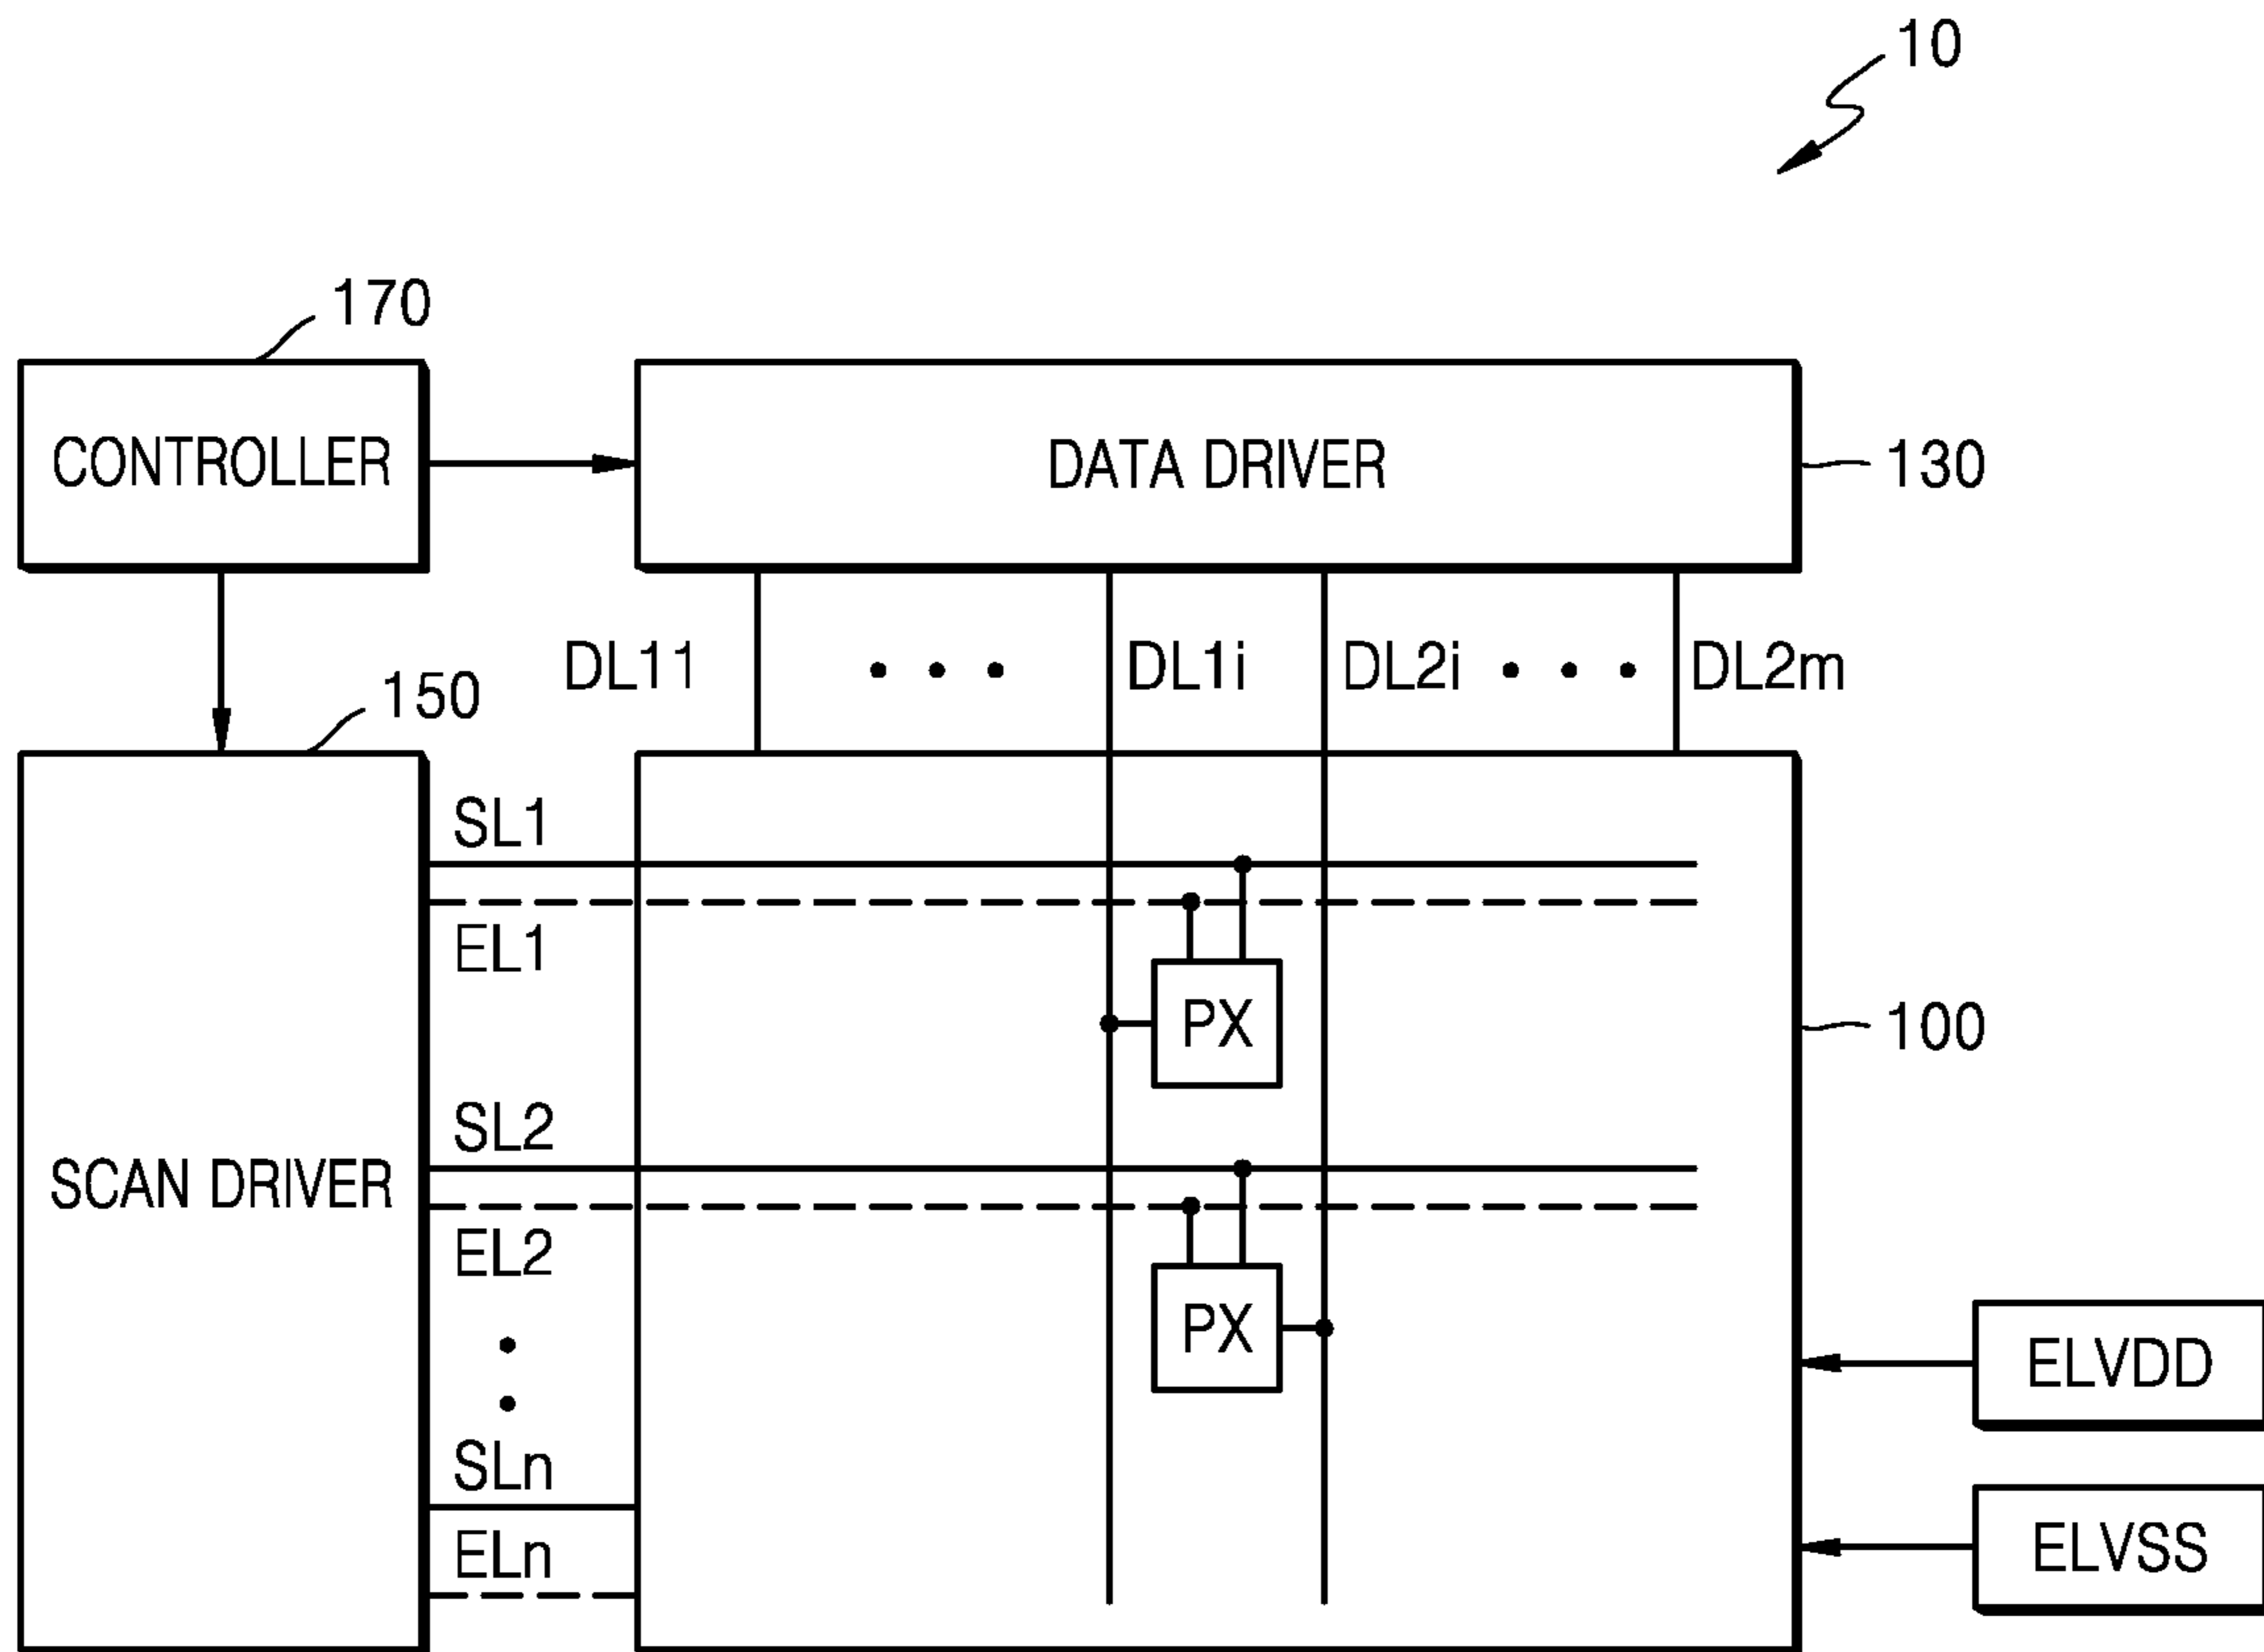 10
170
CONTROLLER
DATA DRIVER
130
DL11
DL1i
DL2i
DL2m
150
SL1
EL1
PX
100
SL2
SCAN DRIVER
EL2
PX
ELVDD
SLn
ELn
ELVSS